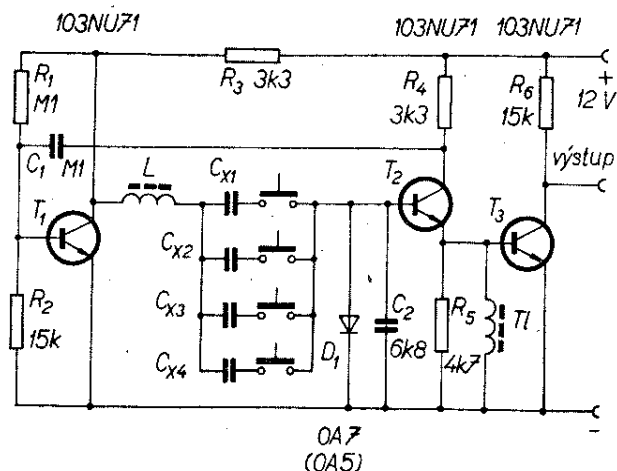 103NU71
103NU71 103NU71
R1
M1
R3 3k3
R4
3k3
R6
15k
+
12 V
C1 M1
výstup
L
CX1
T2
T1
T3
CX2
R2
15k
CX3
C2
6k8
R5
4k7
Tl
D1
CX4
-
OA7
(OA5)